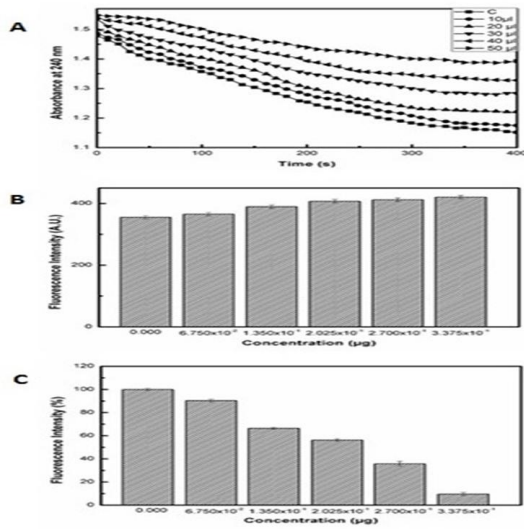 A
1.5
1.4
1.3
1.2
1.1
Absorbance at 240 nm
C
10µl
20 µl
30 µl
40 µl
50 µl
0
100
200
300
400
Time (s)
B
400
200
0
Fluorescence Intensity (A.U.)
0.000
Concentration (µg)
C
120
100
80
60
40
20
0
Fluorescence Intensity (%)
0.000
Concentration (µg)